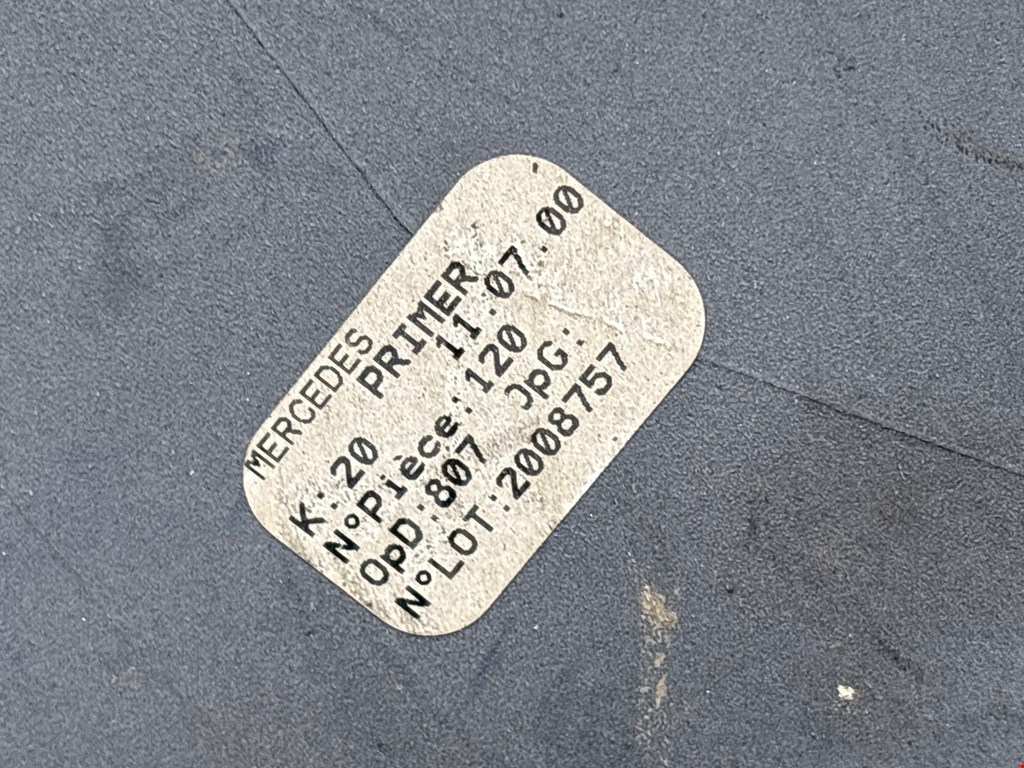 MERCEDES
PRIMER
K:20 11.07.00
N°Pièce:120
OpD:807 OpG:
N°LOT:2008757